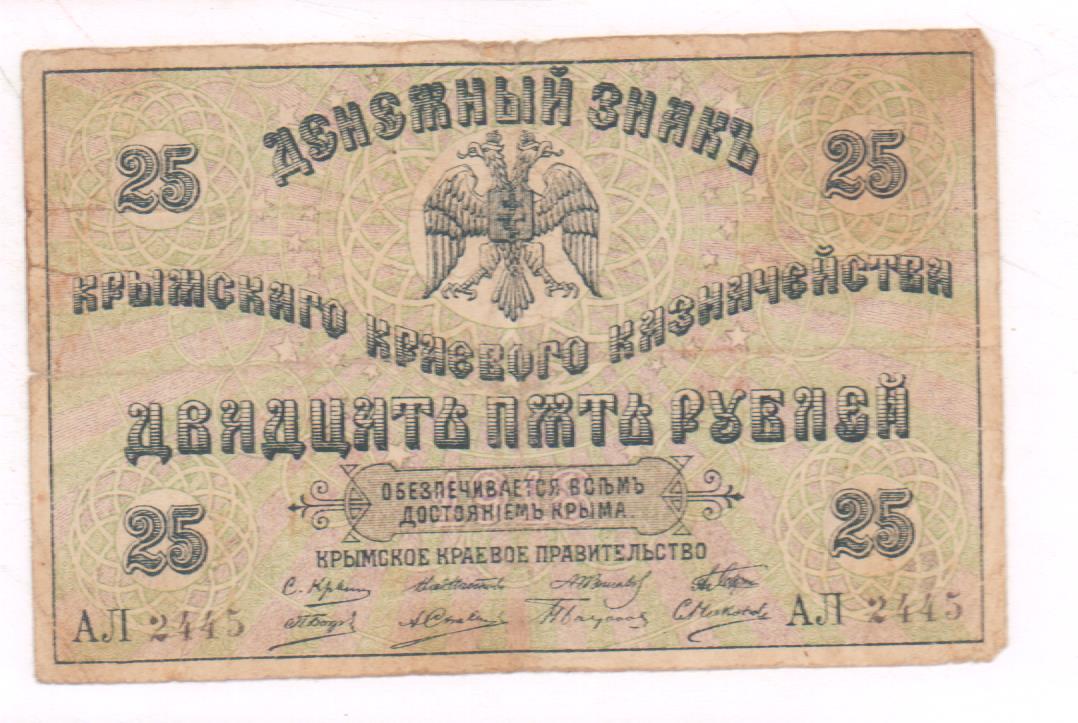 ДЕНЕЖНЫЙ ЗНАКЪ
25 25
КРЫМСКАГО КРАЕВОГО КАЗНАЧЕЙСТВА
ДВАДЦАТЬ ПѦТЬ РУБЛЕЙ
25 25
ОБЕЗПЕЧИВАЕТСЯ ВСѢМЪ
ДОСТОЯНІЕМЪ КРЫМА.
КРЫМСКОЕ КРАЕВОЕ ПРАВИТЕЛЬСТВО
АЛ 2445 АЛ 2445